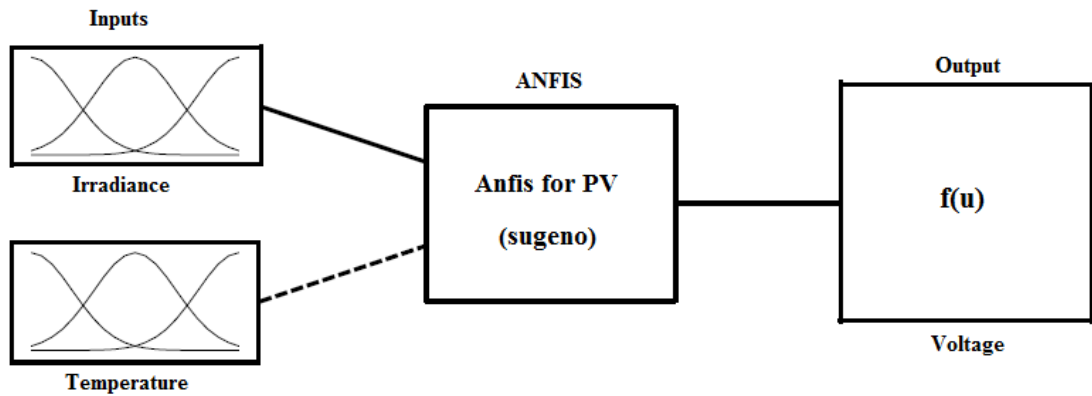 Inputs
Irradiance
Temperature
ANFIS
Anfis for PV
(sugeno)
Output
f(u)
Voltage